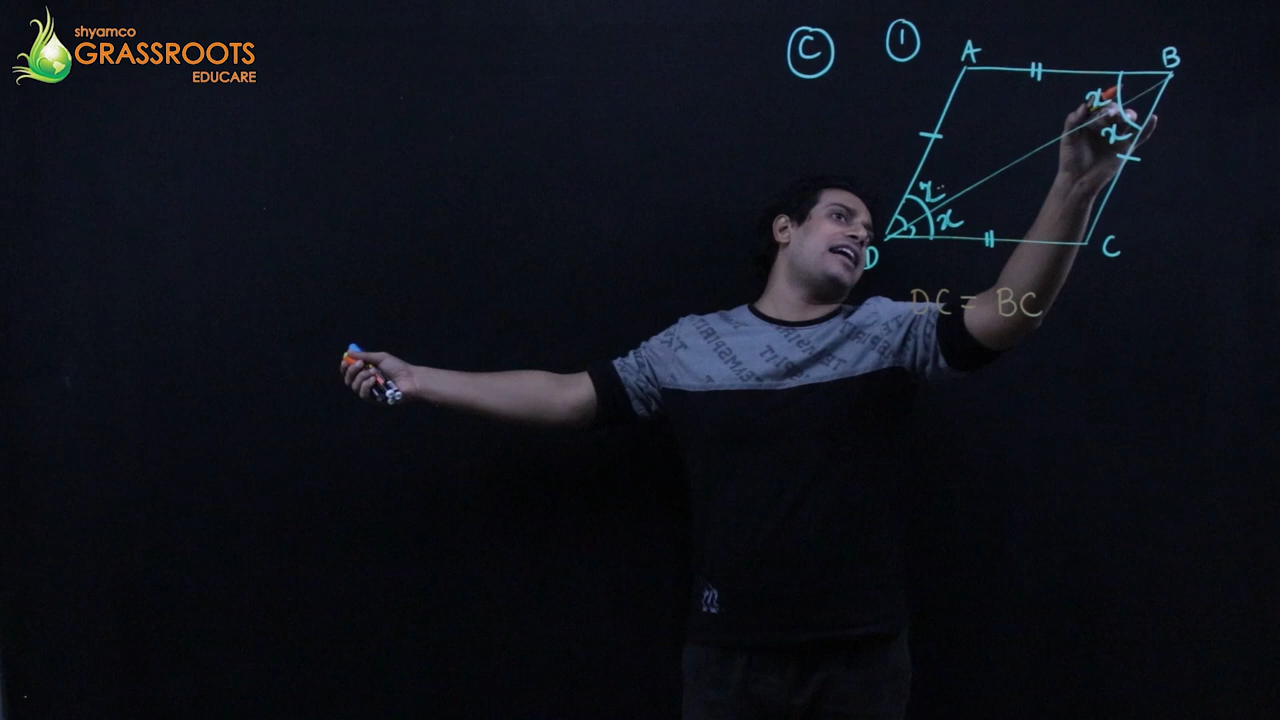 shyamco
GRASSROOTS
EDUCARE
C
1
A
B
x
x
x
x
D
C
DC = BC